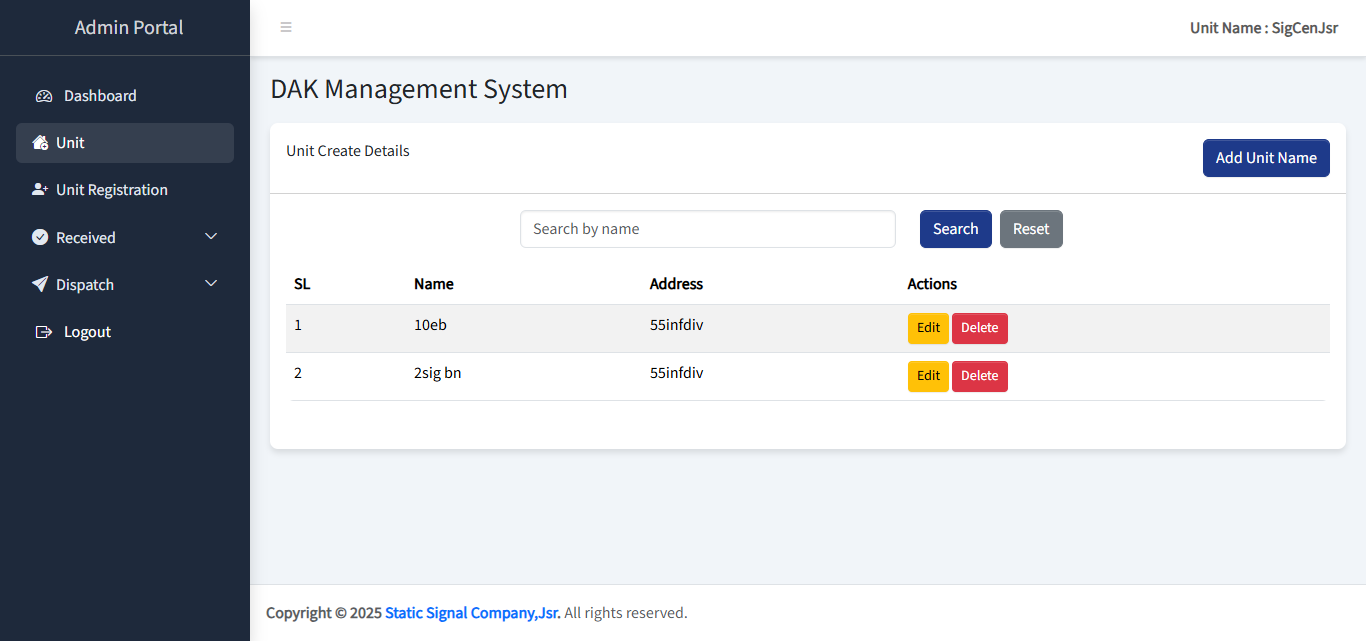 Admin Portal
Unit Name : SigCenJsr
Dashboard
Unit
Unit Registration
Received
Dispatch
Logout
DAK Management System
Unit Create Details
Add Unit Name
Search by name Search Reset
SL Name Address Actions
1 10eb 55infdiv Edit Delete
2 2sig bn 55infdiv Edit Delete
Copyright © 2025 Static Signal Company,Jsr. All rights reserved.